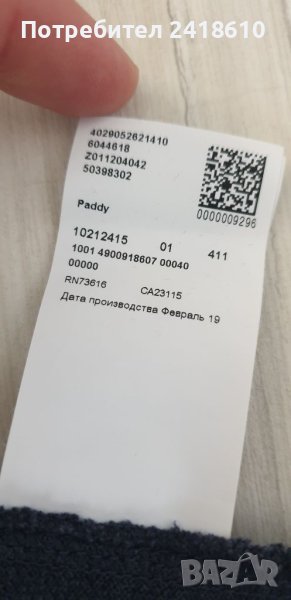 Потребител 2418610
4029052621410
6044618
Z011204042
50398302
0000009296
Paddy
10212415 01 411
1001 4900918607 00040
00000
RN73616 CA23115
Дата производства Февраль 19
BAZAR